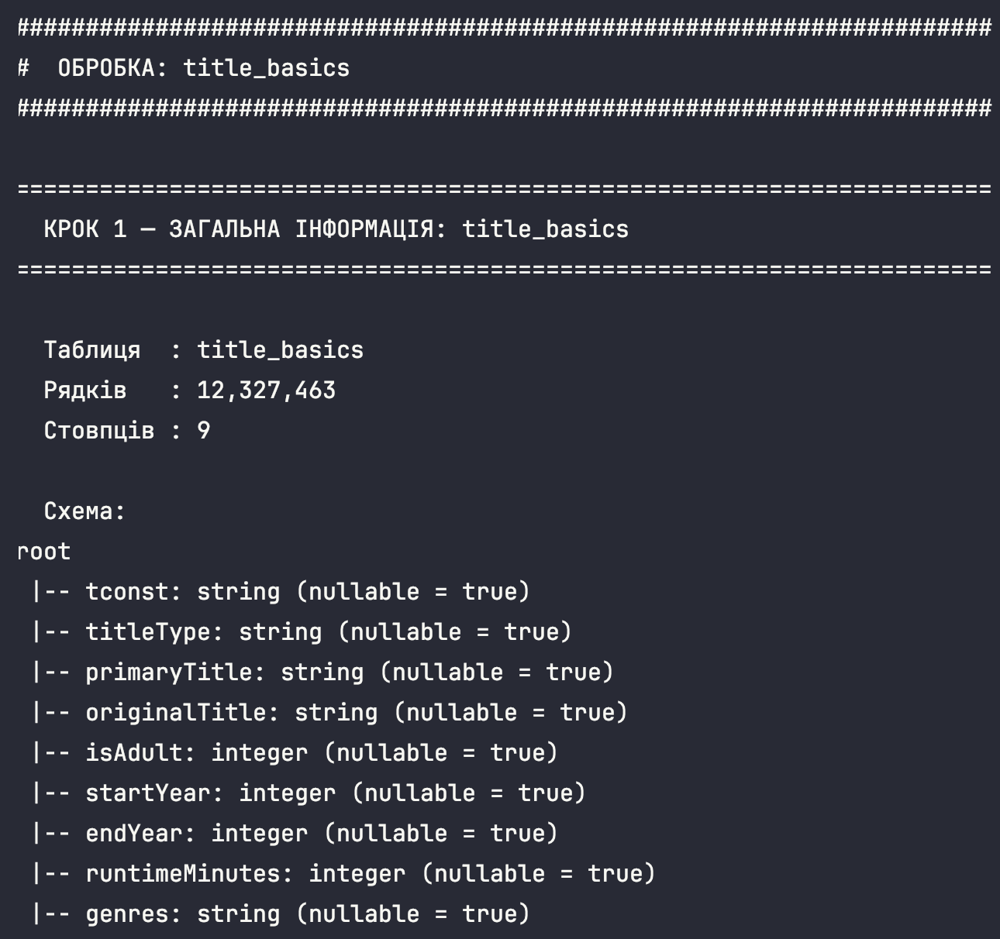 ######################################################################
#  ОБРОБКА: title_basics
######################################################################
======================================================================
  КРОК 1 — ЗАГАЛЬНА ІНФОРМАЦІЯ: title_basics
======================================================================
  Таблиця  : title_basics
  Рядків   : 12,327,463
  Стовпців : 9
  Схема:
root
 |-- tconst: string (nullable = true)
 |-- titleType: string (nullable = true)
 |-- primaryTitle: string (nullable = true)
 |-- originalTitle: string (nullable = true)
 |-- isAdult: integer (nullable = true)
 |-- startYear: integer (nullable = true)
 |-- endYear: integer (nullable = true)
 |-- runtimeMinutes: integer (nullable = true)
 |-- genres: string (nullable = true)